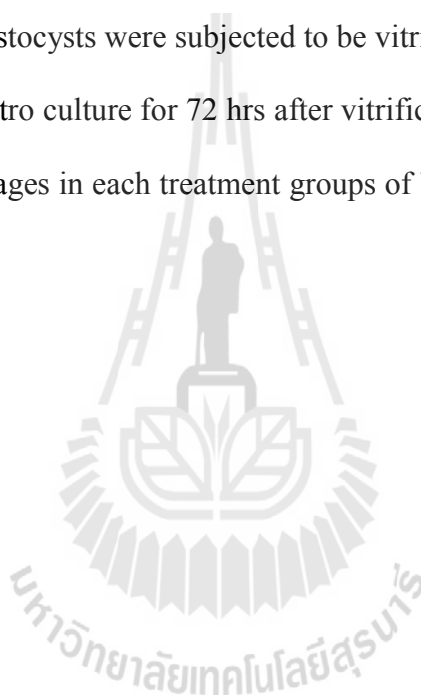 stocysts were subjected to be vitri
tro culture for 72 hrs after vitrific
ages in each treatment groups of
มหาวิทยาลัยเทคโนโลยีสุรนารี